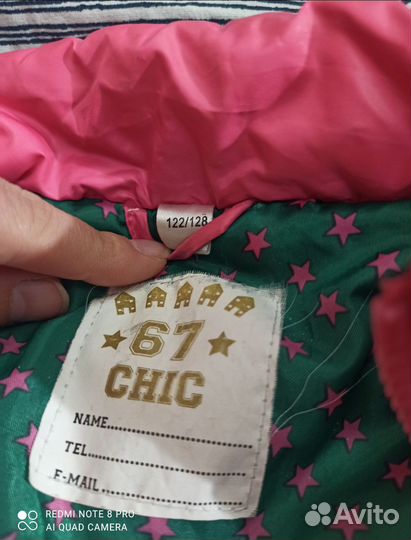 122/128
67
CHIC
NAME
TEL
E-MAIL
REDMI NOTE 8 PRO
AI QUAD CAMERA
Avito